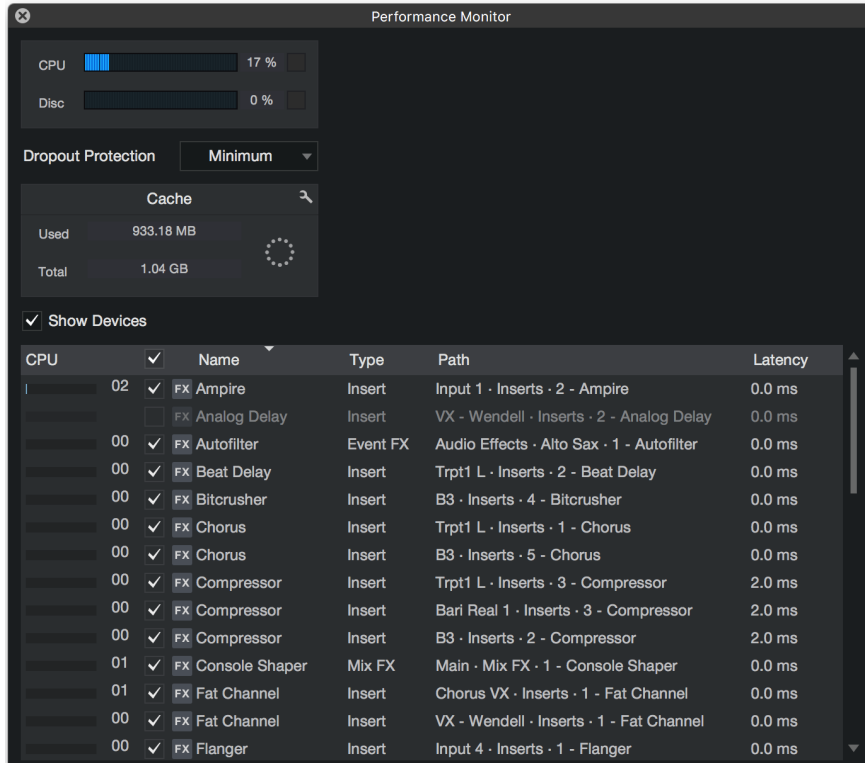 Performance Monitor
CPU 17 %
Disc 0 %
Dropout Protection Minimum
Cache
Used 933.18 MB
Total 1.04 GB
Show Devices
CPU Name Type Path Latency
02 FX Ampire Insert Input 1 · Inserts · 2 - Ampire 0.0 ms
FX Analog Delay Insert VX - Wendell · Inserts · 2 - Analog Delay 0.0 ms
00 FX Autofilter Event FX Audio Effects · Alto Sax · 1 - Autofilter 0.0 ms
00 FX Beat Delay Insert Trpt1 L · Inserts · 2 - Beat Delay 0.0 ms
00 FX Bitcrusher Insert B3 · Inserts · 4 - Bitcrusher 0.0 ms
00 FX Chorus Insert Trpt1 L · Inserts · 1 - Chorus 0.0 ms
00 FX Chorus Insert B3 · Inserts · 5 - Chorus 0.0 ms
00 FX Compressor Insert Trpt1 L · Inserts · 3 - Compressor 2.0 ms
00 FX Compressor Insert Bari Real 1 · Inserts · 3 - Compressor 2.0 ms
00 FX Compressor Insert B3 · Inserts · 2 - Compressor 2.0 ms
01 FX Console Shaper Mix FX Main · Mix FX · 1 - Console Shaper 0.0 ms
01 FX Fat Channel Insert Chorus VX · Inserts · 1 - Fat Channel 0.0 ms
00 FX Fat Channel Insert VX - Wendell · Inserts · 1 - Fat Channel 0.0 ms
00 FX Flanger Insert Input 4 · Inserts · 1 - Flanger 0.0 ms